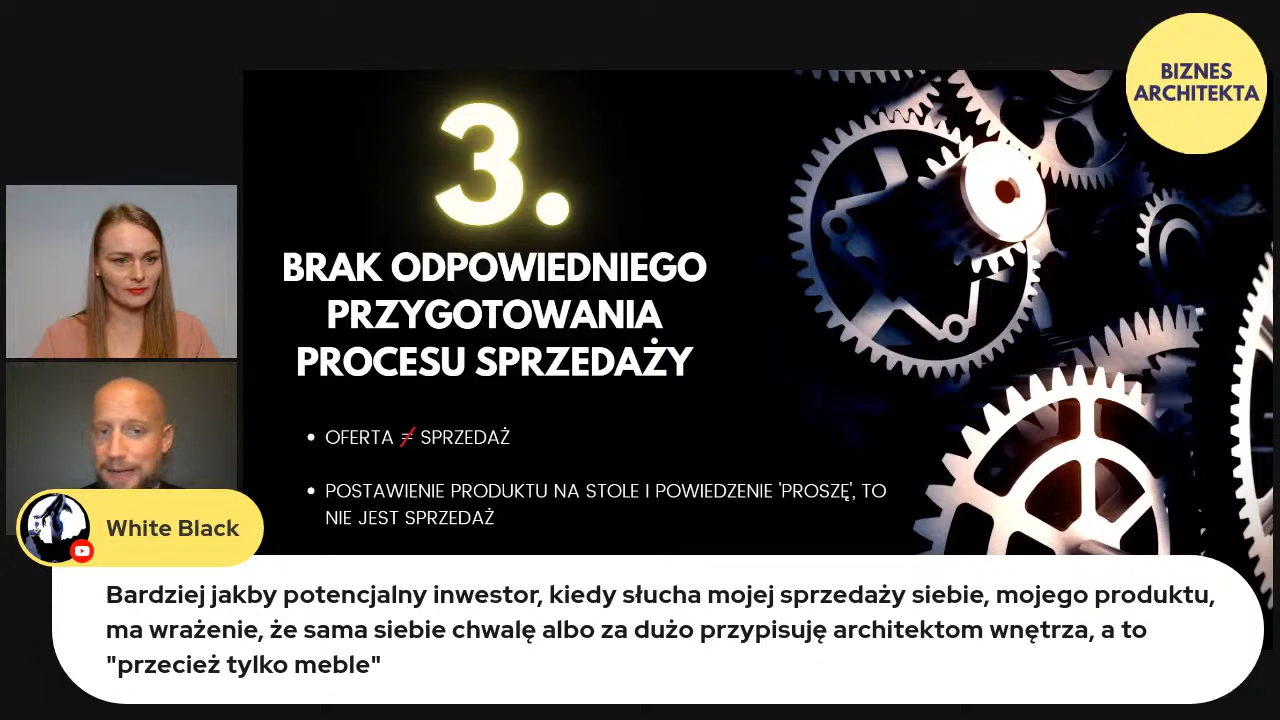 BIZNES
ARCHITEKTA
3.
BRAK ODPOWIEDNIEGO
PRZYGOTOWANIA
PROCESU SPRZEDAŻY
• OFERTA ≠ SPRZEDAŻ
• POSTAWIENIE PRODUKTU NA STOLE I POWIEDZENIE 'PROSZĘ', TO
NIE JEST SPRZEDAŻ
White Black
Bardziej jakby potencjalny inwestor, kiedy słucha mojej sprzedaży siebie, mojego produktu,
ma wrażenie, że sama siebie chwalę albo za dużo przypisuję architektom wnętrza, a to
"przecież tylko meble"